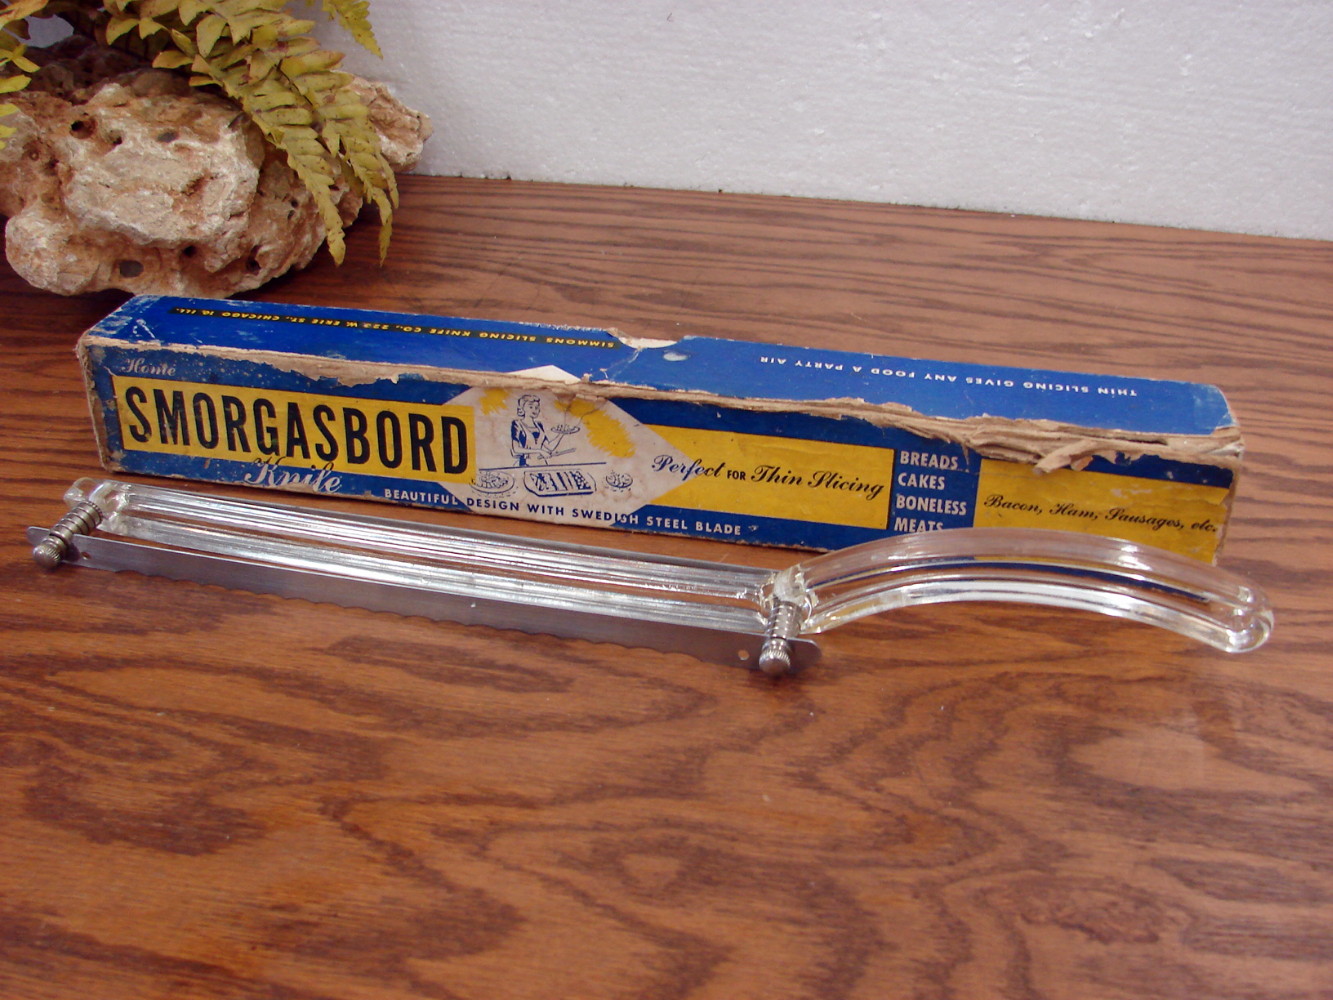 SIMMONS SLICING KNIFE CO., 222 W. ERIE ST., CHICAGO 10, ILL.
THIN SLICING GIVES ANY FOOD A PARTY AIR
Home
SMORGASBORD
Knife
BEAUTIFUL DESIGN WITH SWEDISH STEEL BLADE
Perfect FOR Thin Slicing
BREADS
CAKES
BONELESS
MEATS
Bacon, Ham, Sausages, etc.